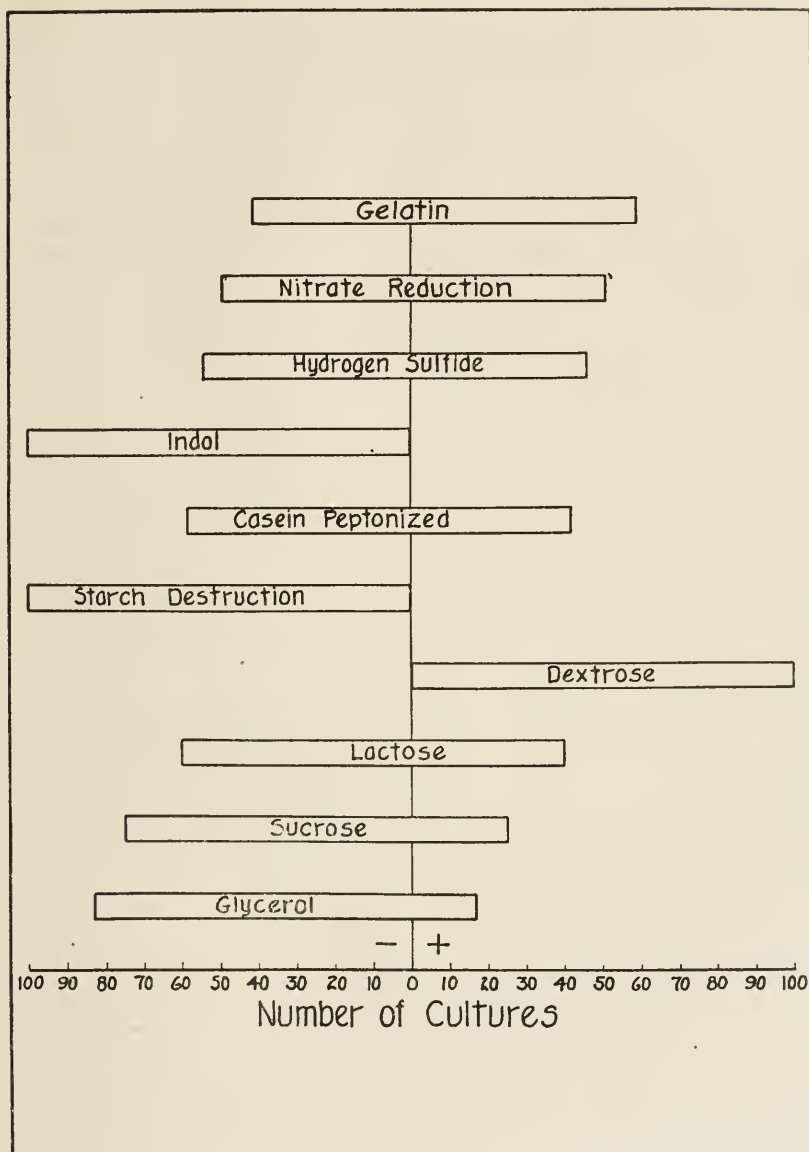 Gelatin
Nitrate Reduction
Hydrogen Sulfide
Indol
Casein Peptonized
Starch Destruction
Dextrose
Lactose
Sucrose
Glycerol
− +
100 90 80 70 60 50 40 30 20 10 0 10 20 30 40 50 60 70 80 90 100
Number of Cultures